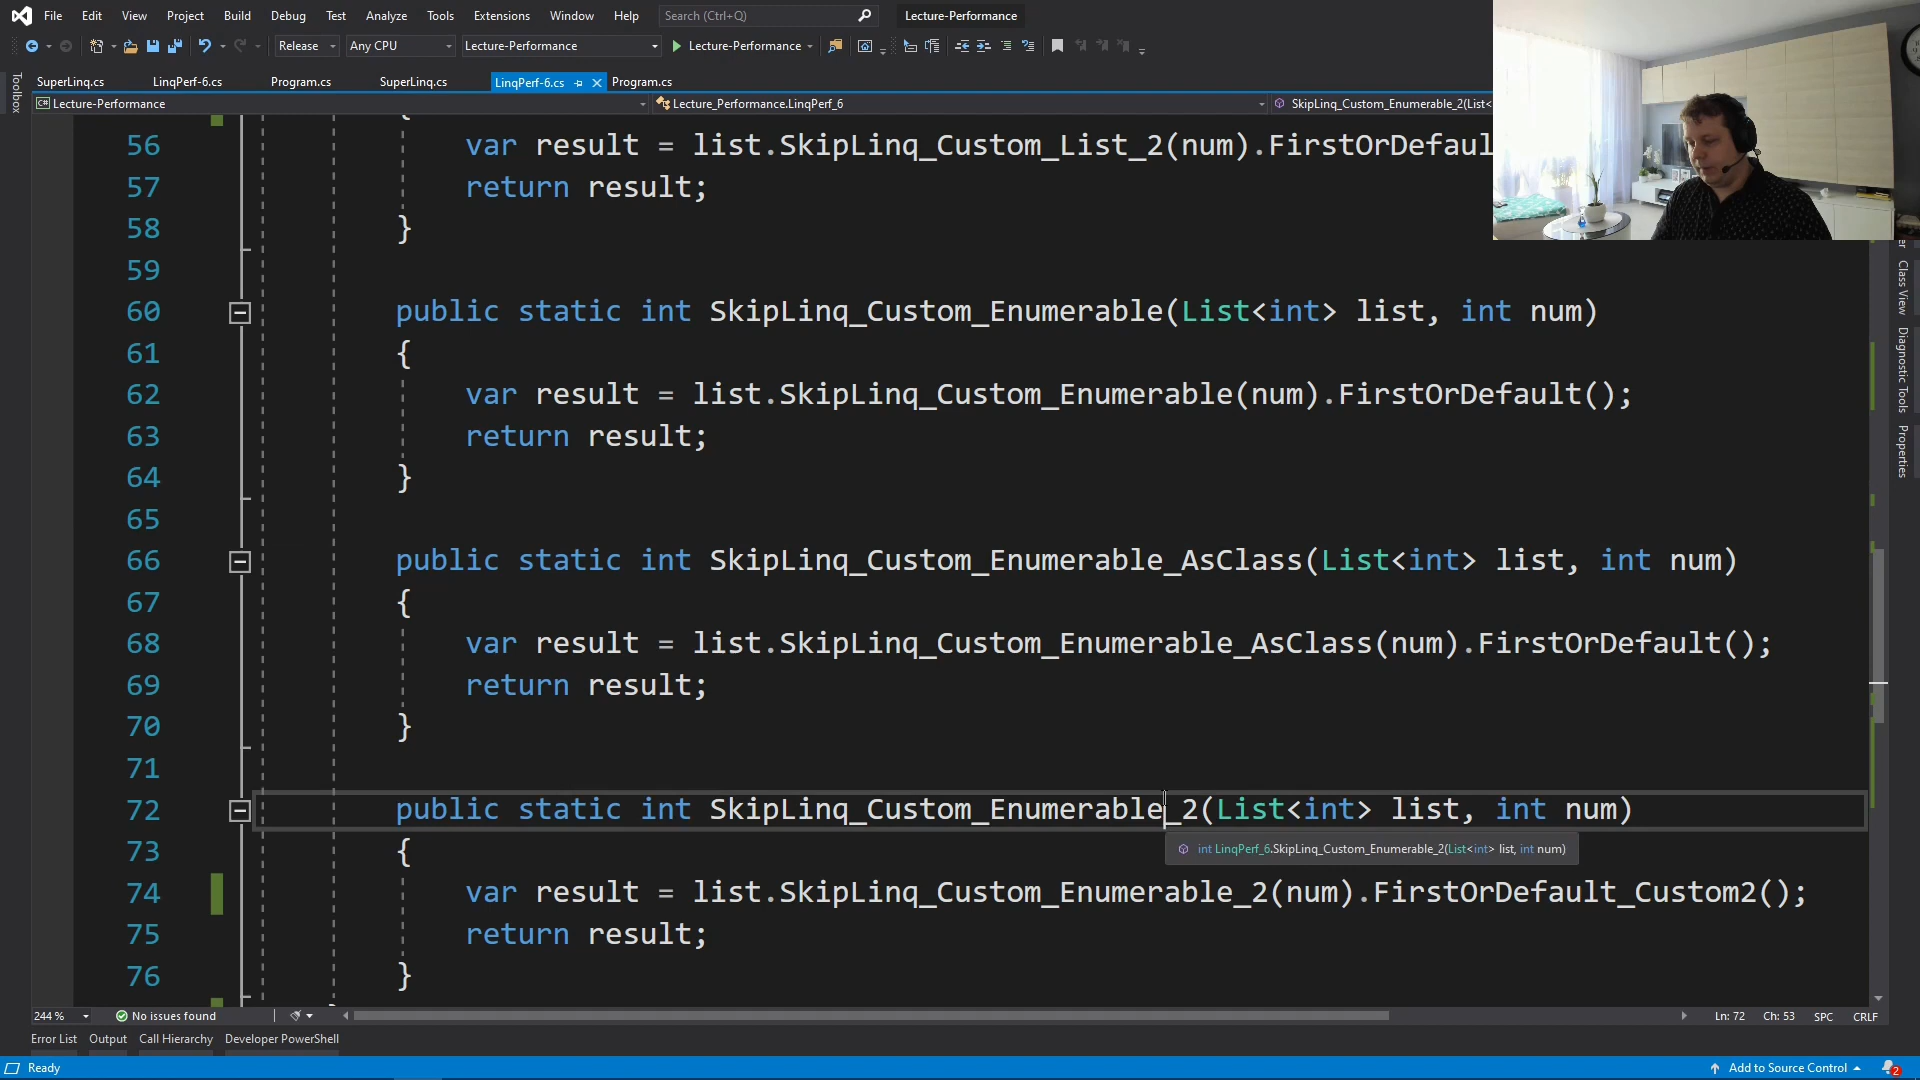 File Edit View Project Build Debug Test Analyze Tools Extensions Window Help Search (Ctrl+Q) Lecture-Performance
Release Any CPU Lecture-Performance Lecture-Performance
SuperLinq.cs LinqPerf-6.cs Program.cs SuperLinq.cs LinqPerf-6.cs Program.cs
Toolbox
C# Lecture-Performance Lecture_Performance.LinqPerf_6 SkipLinq_Custom_Enumerable_2(List<
{
56 var result = list.SkipLinq_Custom_List_2(num).FirstOrDefaul
57 return result;
58 }
59
60 public static int SkipLinq_Custom_Enumerable(List<int> list, int num)
61 {
62 var result = list.SkipLinq_Custom_Enumerable(num).FirstOrDefault();
63 return result;
64 }
65
66 public static int SkipLinq_Custom_Enumerable_AsClass(List<int> list, int num)
67 {
68 var result = list.SkipLinq_Custom_Enumerable_AsClass(num).FirstOrDefault();
69 return result;
70 }
71
72 public static int SkipLinq_Custom_Enumerable_2(List<int> list, int num)
73 {
int LinqPerf_6.SkipLinq_Custom_Enumerable_2(List<int> list, int num)
74 var result = list.SkipLinq_Custom_Enumerable_2(num).FirstOrDefault_Custom2();
75 return result;
76 }
Class View
Diagnostic Tools
Properties
244 % No issues found Ln: 72 Ch: 53 SPC CRLF
Error List Output Call Hierarchy Developer PowerShell
Ready Add to Source Control 2